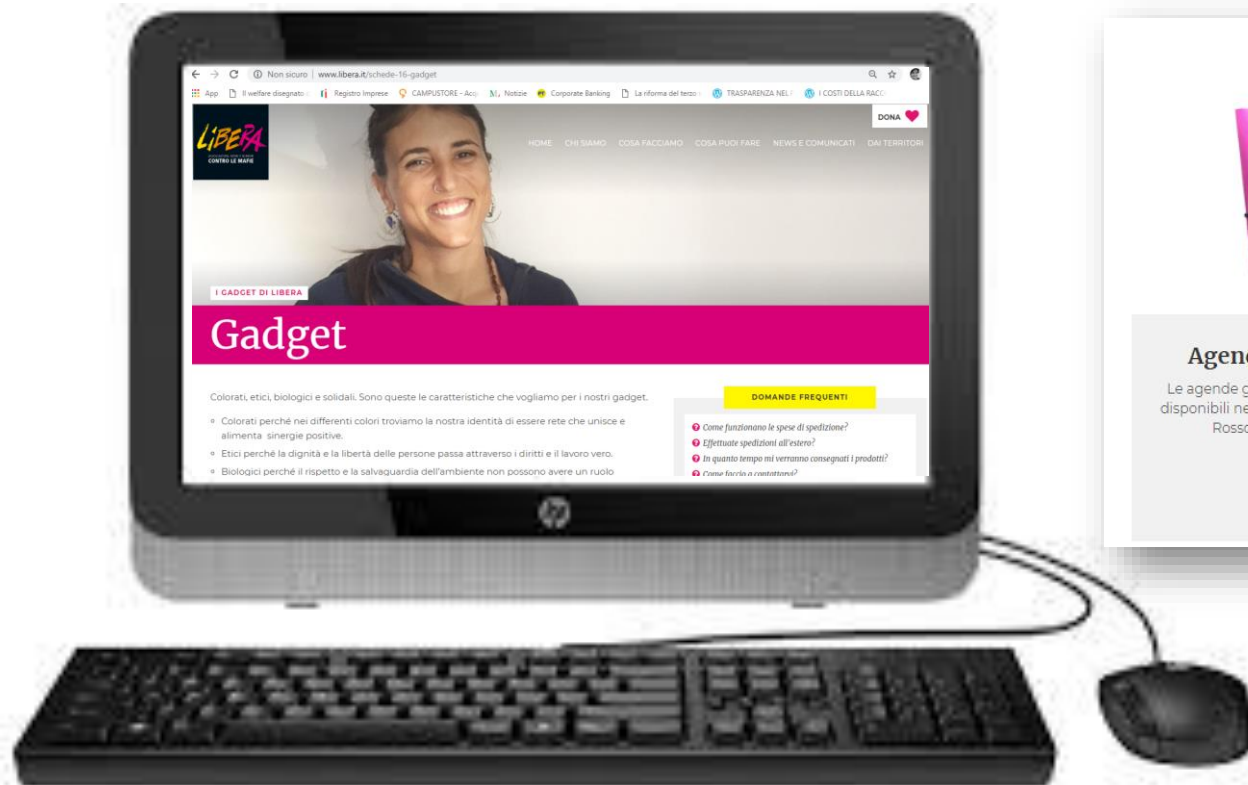 Non sicuro | www.libera.it/schede-16-gadget
App Il welfare disegnato Registro Imprese CAMPUSTORE - Acq Notizie Corporate Banking La riforma del terzo TRASPARENZA NEL I COSTI DELLA RACC
DONA
LIBERA
CONTRO LE MAFIE
HOME CHI SIAMO COSA FACCIAMO COSA PUOI FARE NEWS E COMUNICATI DAI TERRITORI
I GADGET DI LIBERA
Gadget
Colorati, etici, biologici e solidali. Sono queste le caratteristiche che vogliamo per i nostri gadget.
Colorati perché nei differenti colori troviamo la nostra identità di essere rete che unisce e
alimenta sinergie positive.
Etici perché la dignità e la libertà delle persone passa attraverso i diritti e il lavoro vero.
Biologici perché il rispetto e la salvaguardia dell'ambiente non possono avere un ruolo
DOMANDE FREQUENTI
Come funzionano le spese di spedizione?
Effettuate spedizioni all'estero?
In quanto tempo mi verranno consegnati i prodotti?
Come faccio a contattarvi?
hp
Agen
Le agende g
disponibili ne
Rosso